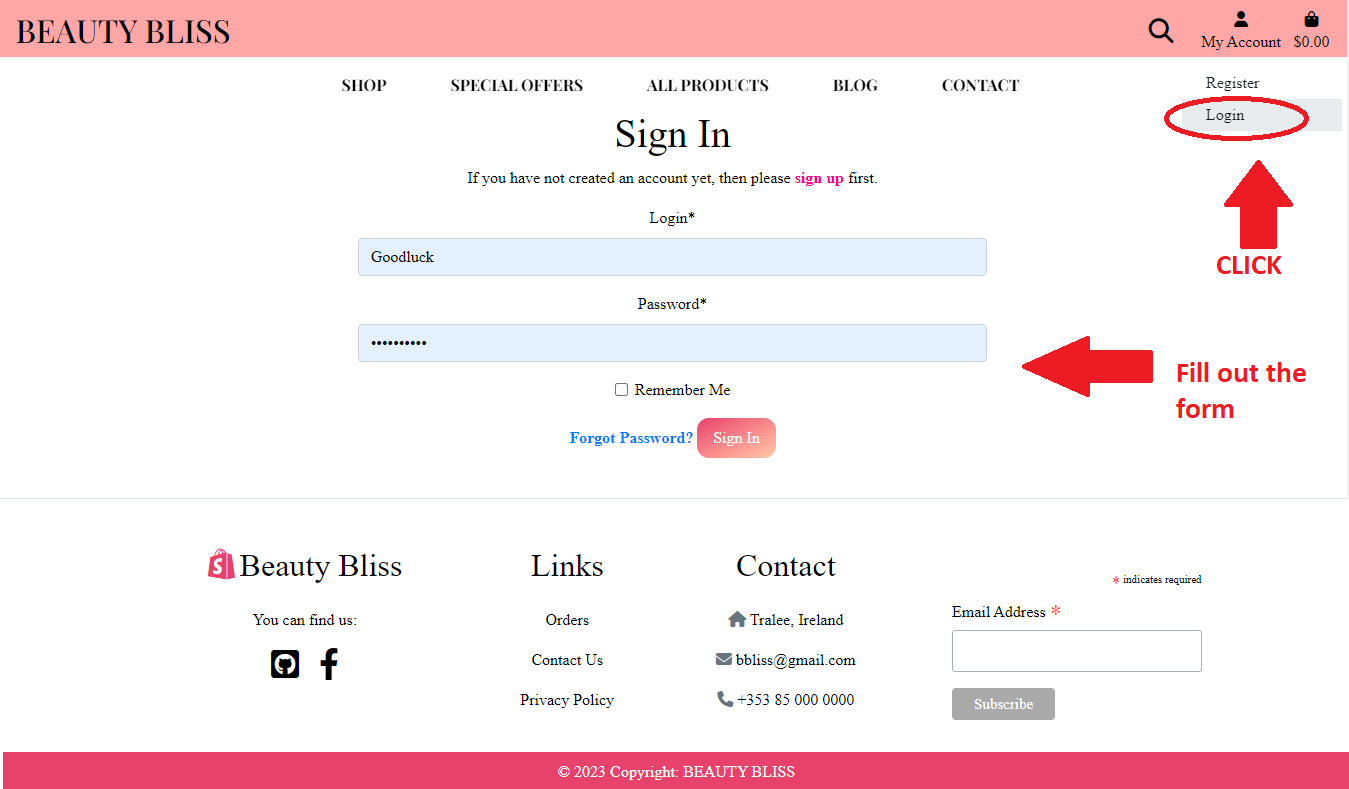 BEAUTY BLISS
My Account $0.00
SHOP SPECIAL OFFERS ALL PRODUCTS BLOG CONTACT
Register
Login
Sign In
If you have not created an account yet, then please sign up first.
Login*
Goodluck
CLICK
Password*
••••••••••
Fill out the
form
Remember Me
Forgot Password? Sign In
Beauty Bliss
You can find us:
Links
Orders
Contact Us
Privacy Policy
Contact
Tralee, Ireland
bbliss@gmail.com
+353 85 000 0000
* indicates required
Email Address *
Subscribe
© 2023 Copyright: BEAUTY BLISS